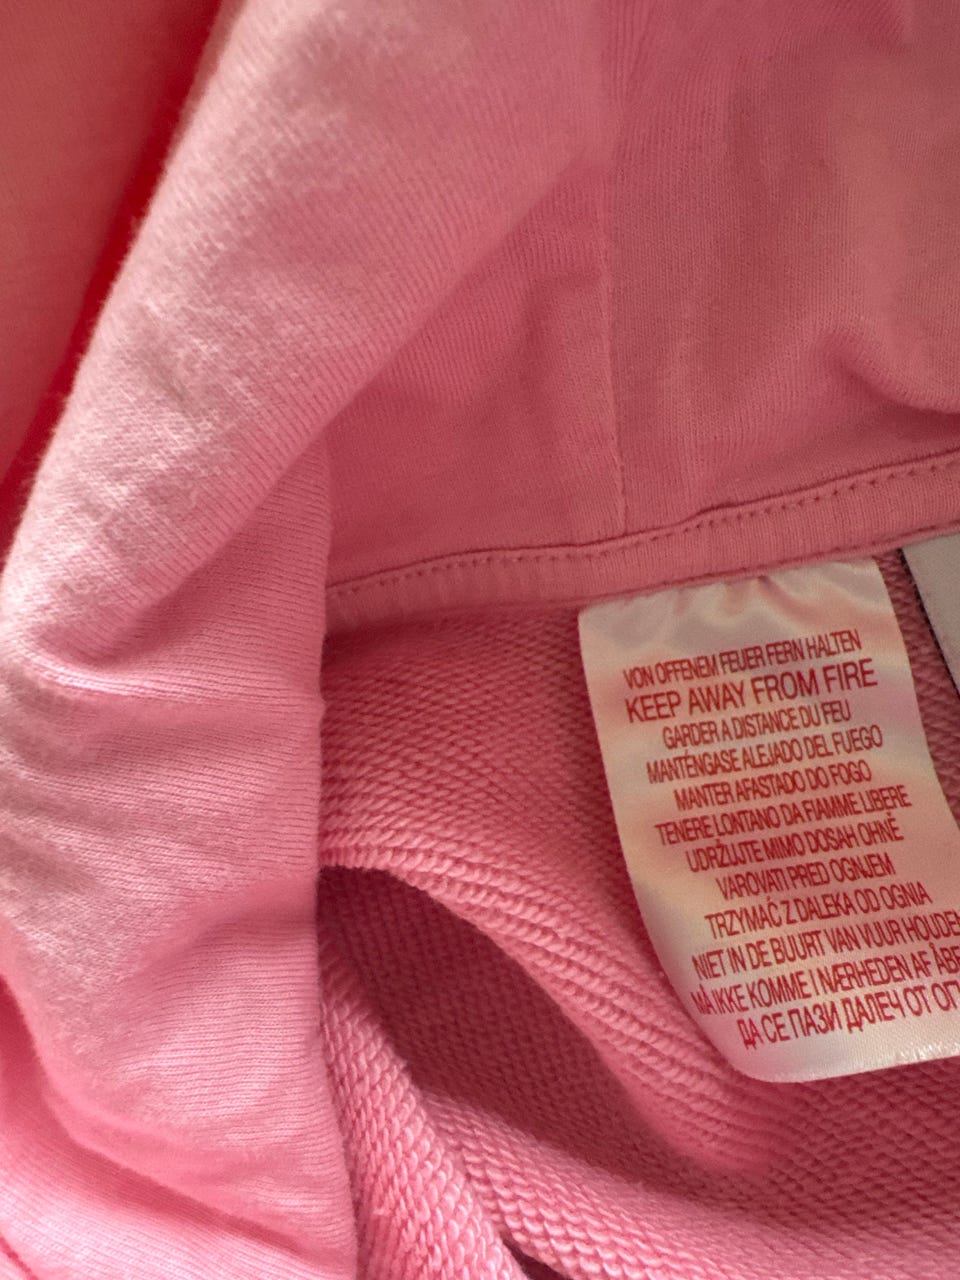 VON OFFENEM FEUER FERN HALTEN
KEEP AWAY FROM FIRE
GARDER A DISTANCE DU FEU
MANTÉNGASE ALEJADO DEL FUEGO
MANTER AFASTADO DO FOGO
TENERE LONTANO DA FIAMME LIBERE
UDRŽUJTE MIMO DOSAH OHNĚ
VAROVATI PRED OGNJEM
TRZYMAĆ Z DALEKA OD OGNIA
NIET IN DE BUURT VAN VUUR HOUDEN
MÅ IKKE KOMME I NÆRHEDEN AF ÅBE
ДА СЕ ПАЗИ ДАЛЕЧ ОТ ОГ